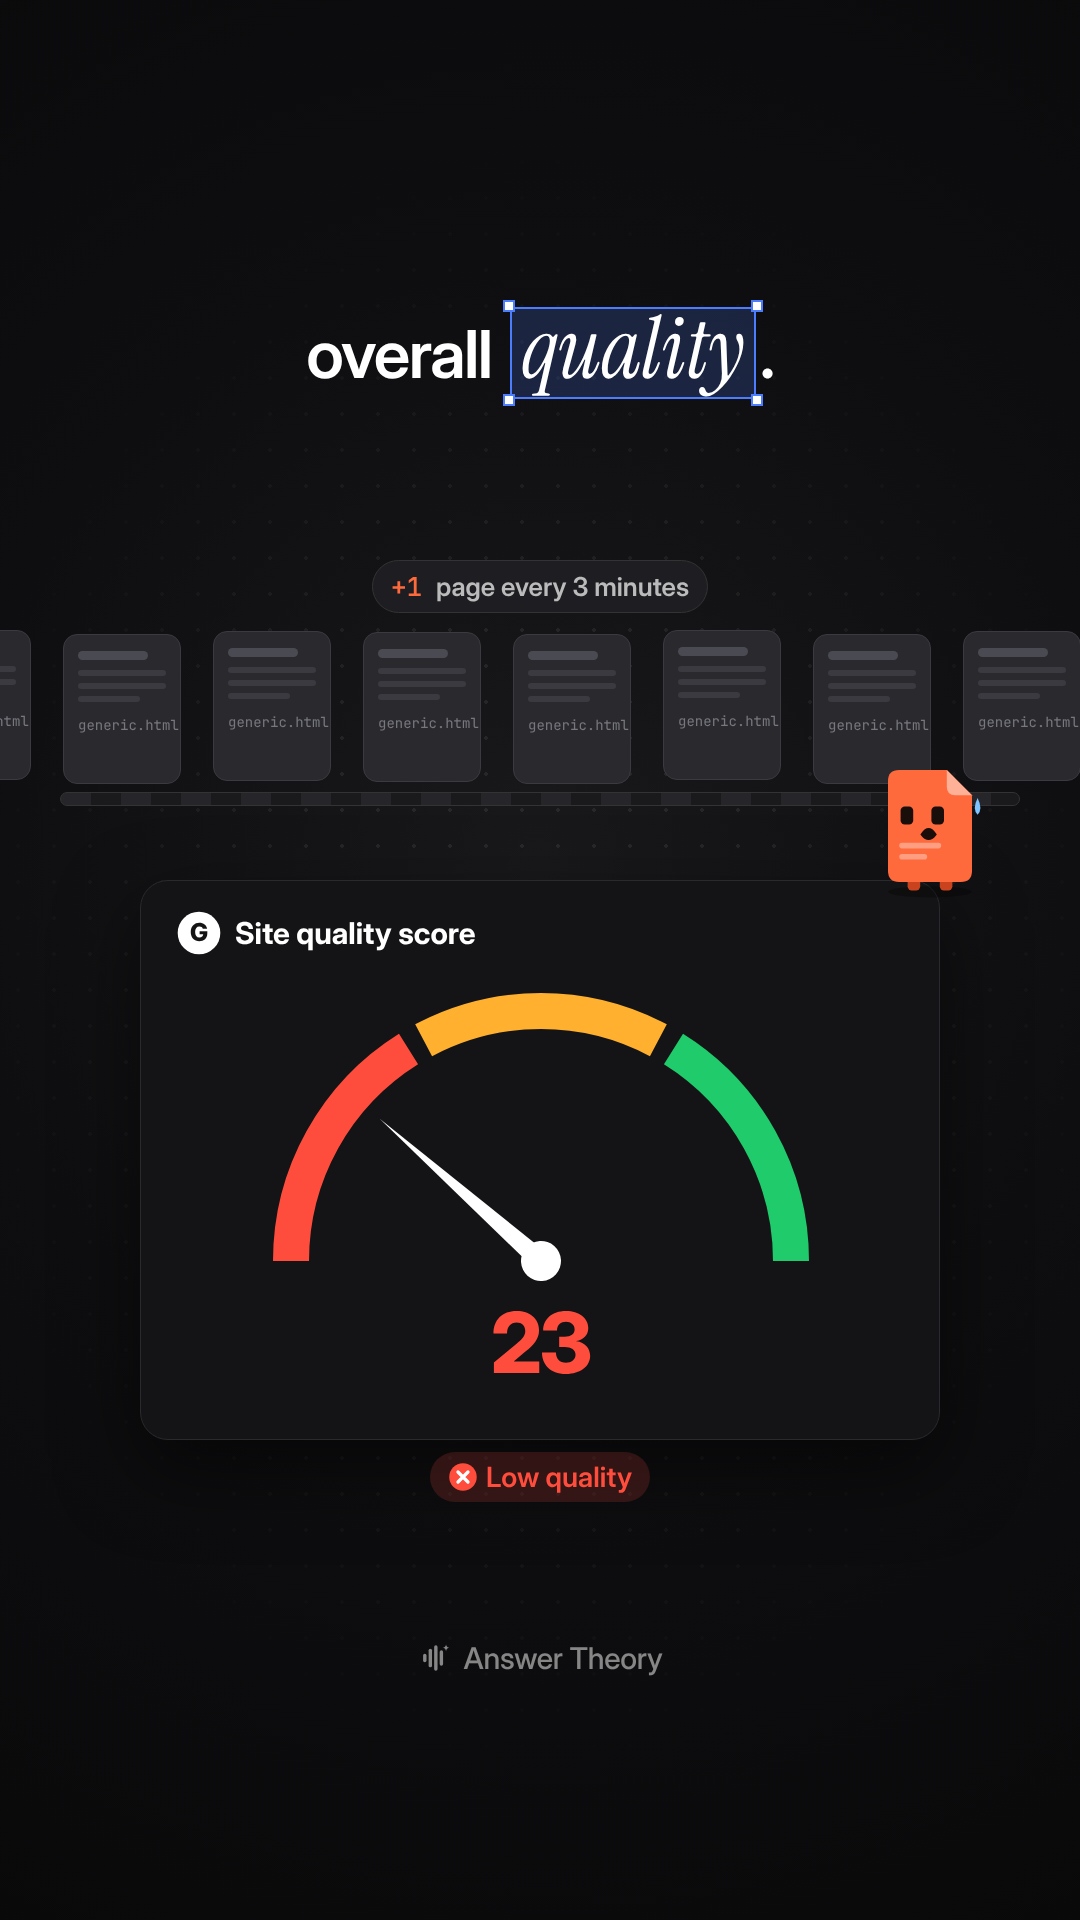 overall quality.
+1 page every 3 minutes
html generic.html generic.html generic.html generic.html generic.html generic.html generic.html
G Site quality score
23
Low quality
Answer Theory